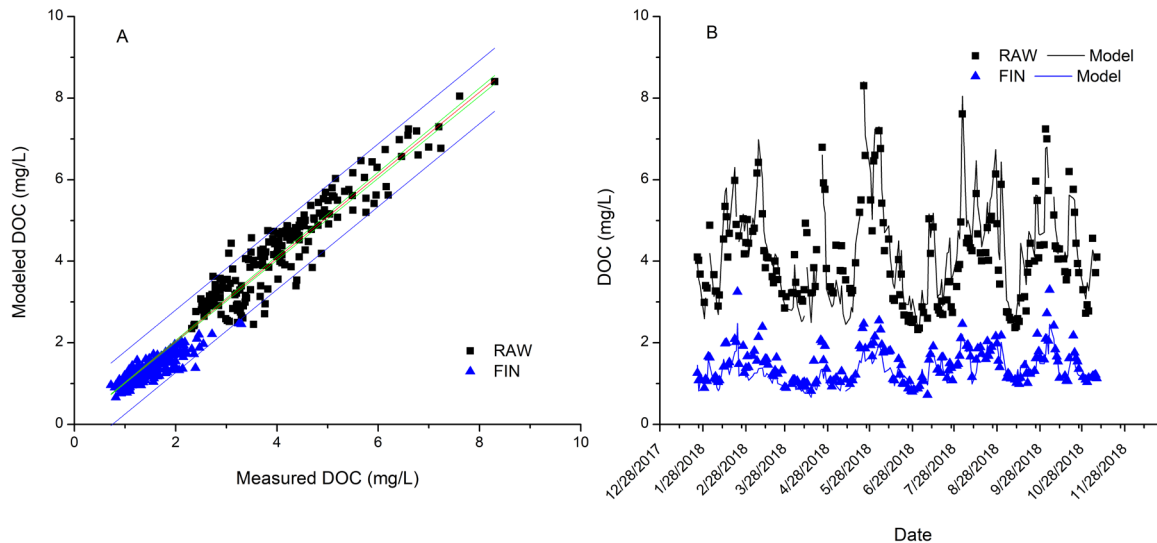 A
10
8
6
4
2
0
Modeled DOC (mg/L)
RAW
FIN
0 2 4 6 8 10
Measured DOC (mg/L)
B
10
8
6
4
2
0
DOC (mg/L)
RAW Model
FIN Model
12/28/2017
1/28/2018
2/28/2018
3/28/2018
4/28/2018
5/28/2018
6/28/2018
7/28/2018
8/28/2018
9/28/2018
10/28/2018
11/28/2018
Date